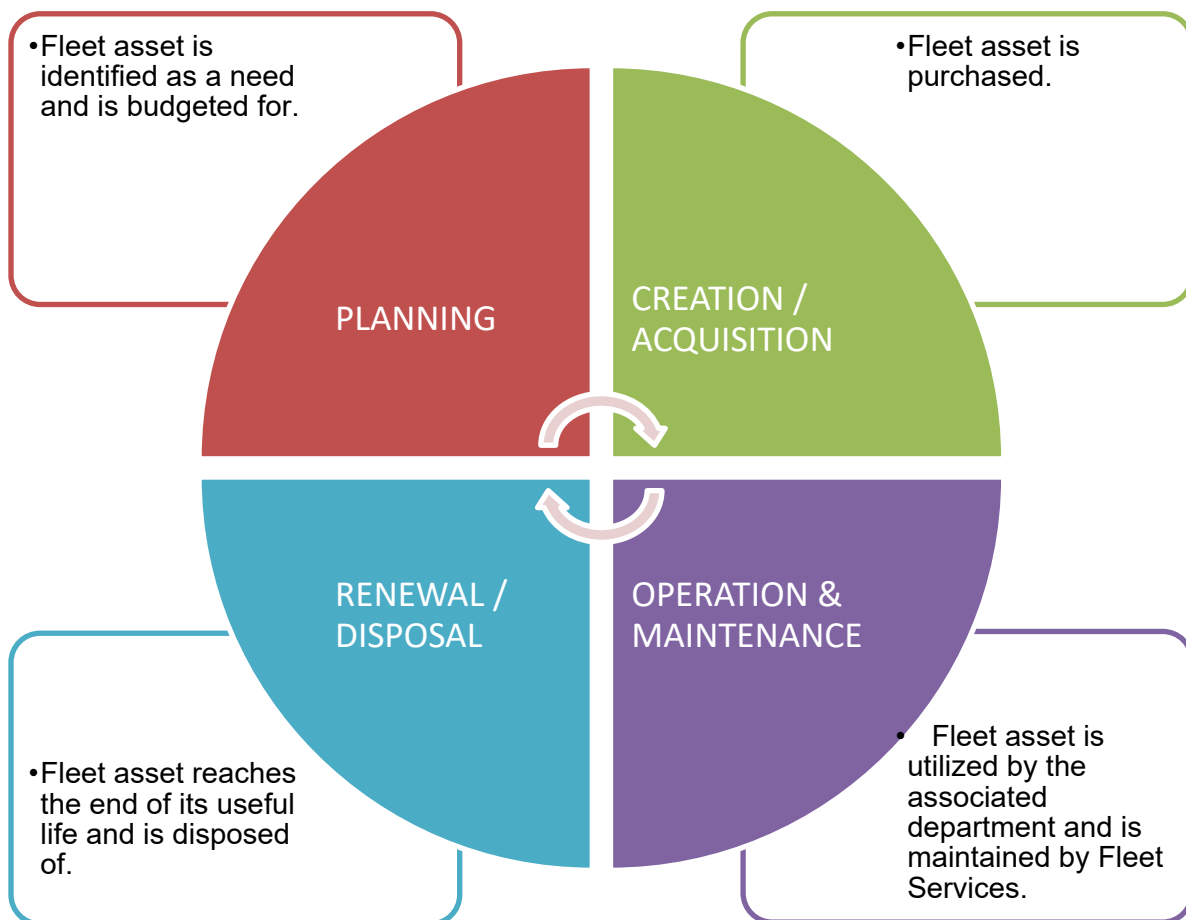 •Fleet asset is
identified as a need
and is budgeted for.
•Fleet asset is
purchased.
PLANNING
CREATION /
ACQUISITION
RENEWAL /
DISPOSAL
OPERATION &
MAINTENANCE
•Fleet asset reaches
the end of its useful
life and is disposed
of.
• Fleet asset is
utilized by the
associated
department and is
maintained by Fleet
Services.